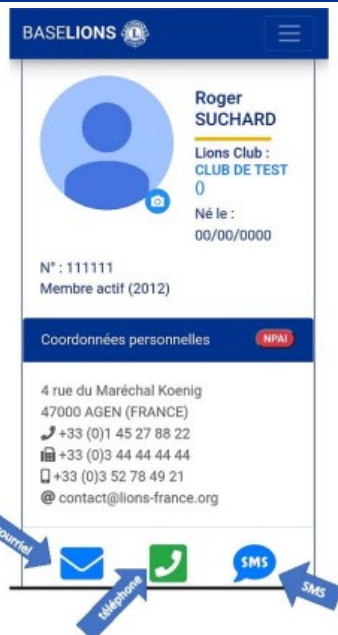 BASELIONS
Roger
SUCHARD
Lions Club :
CLUB DE TEST
()
Né le :
00/00/0000
N° : 111111
Membre actif (2012)
Coordonnées personnelles NPAI
4 rue du Maréchal Koenig
47000 AGEN (FRANCE)
+33 (0)1 45 27 88 22
+33 (0)3 44 44 44 44
+33 (0)3 52 78 49 21
@ contact@lions-france.org
SMS
courriel
téléphone
SMS